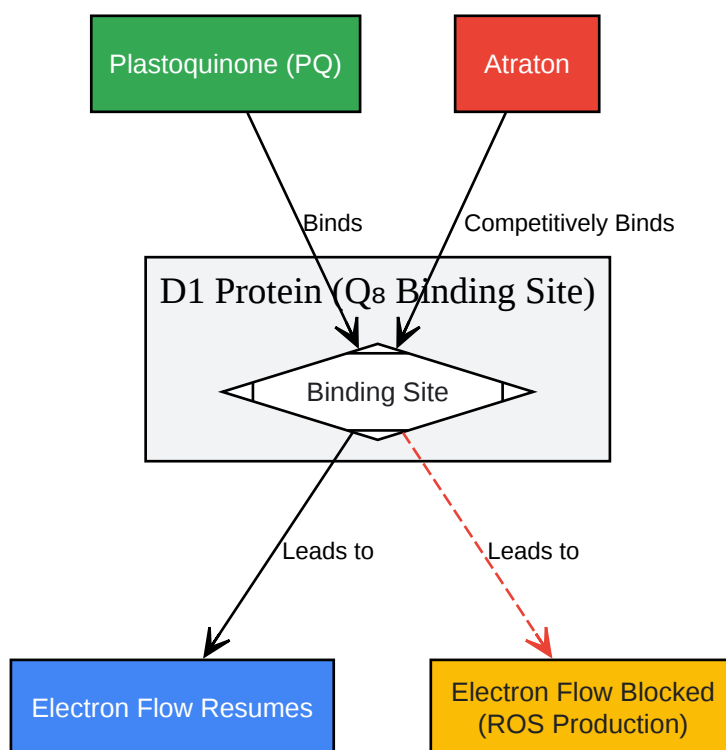 Plastoquinone (PQ)
Atraton
Binds
Competitively Binds
D1 Protein (Q₈ Binding Site)
Binding Site
Leads to
Leads to
Electron Flow Resumes
Electron Flow Blocked
(ROS Production)